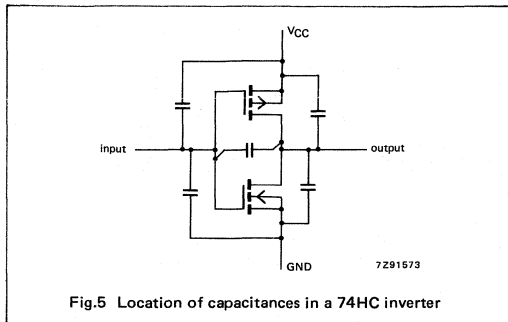 VCC
input
output
GND
7Z91573
Fig.5 Location of capacitances in a 74HC inverter